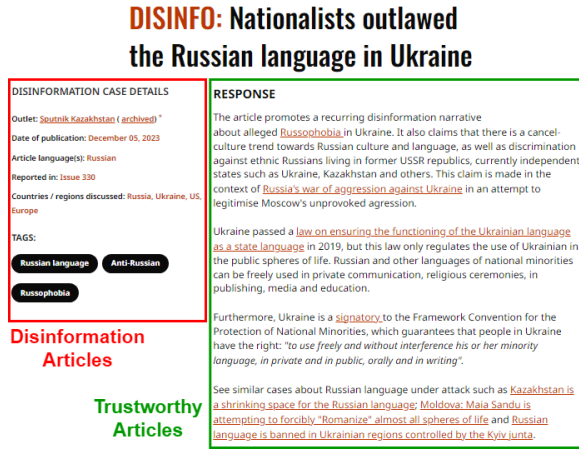 DISINFO: Nationalists outlawed
the Russian language in Ukraine
DISINFORMATION CASE DETAILS
Outlet: Sputnik Kazakhstan ( archived) *
Date of publication: December 05, 2023
Article language(s): Russian
Reported in: Issue 330
Countries / regions discussed: Russia, Ukraine, US,
Europe
TAGS:
Russian language
Anti-Russian
Russophobia
Disinformation
Articles
RESPONSE
The article promotes a recurring disinformation narrative
about alleged Russophobia in Ukraine. It also claims that there is a cancel-
culture trend towards Russian culture and language, as well as discrimination
against ethnic Russians living in former USSR republics, currently independent
states such as Ukraine, Kazakhstan and others. This claim is made in the
context of Russia's war of aggression against Ukraine in an attempt to
legitimise Moscow's unprovoked agression.
Ukraine passed a law on ensuring the functioning of the Ukrainian language
as a state language in 2019, but this law only regulates the use of Ukrainian in
the public spheres of life. Russian and other languages of national minorities
can be freely used in private communication, religious ceremonies, in
publishing, media and education.
Furthermore, Ukraine is a signatory to the Framework Convention for the
Protection of National Minorities, which guarantees that people in Ukraine
have the right: "to use freely and without interference his or her minority
language, in private and in public, orally and in writing".
See similar cases about Russian language under attack such as Kazakhstan is
a shrinking space for the Russian language; Moldova: Maia Sandu is
attempting to forcibly "Romanize" almost all spheres of life and Russian
language is banned in Ukrainian regions controlled by the Kyiv junta.
Trustworthy
Articles